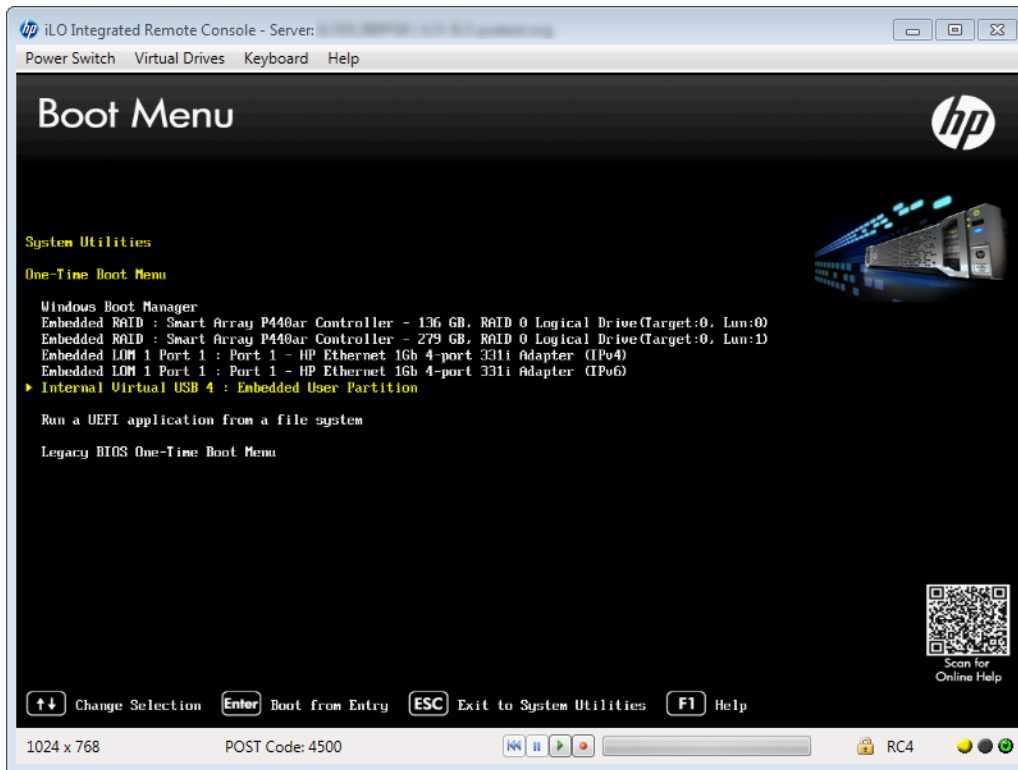 hp iLO Integrated Remote Console - Server:
Power Switch Virtual Drives Keyboard Help
Boot Menu
hp
System Utilities
One-Time Boot Menu
Windows Boot Manager
Embedded RAID : Smart Array P440ar Controller - 136 GB, RAID 0 Logical Drive(Target:0, Lun:0)
Embedded RAID : Smart Array P440ar Controller - 279 GB, RAID 0 Logical Drive(Target:0, Lun:1)
Embedded LOM 1 Port 1 : Port 1 - HP Ethernet 1Gb 4-port 331i Adapter (IPv4)
Embedded LOM 1 Port 1 : Port 1 - HP Ethernet 1Gb 4-port 331i Adapter (IPv6)
Internal Virtual USB 4 : Embedded User Partition
Run a UEFI application from a file system
Legacy BIOS One-Time Boot Menu
Scan for
Online Help
Change Selection Enter Boot from Entry ESC Exit to System Utilities F1 Help
1024 x 768 POST Code: 4500 RC4